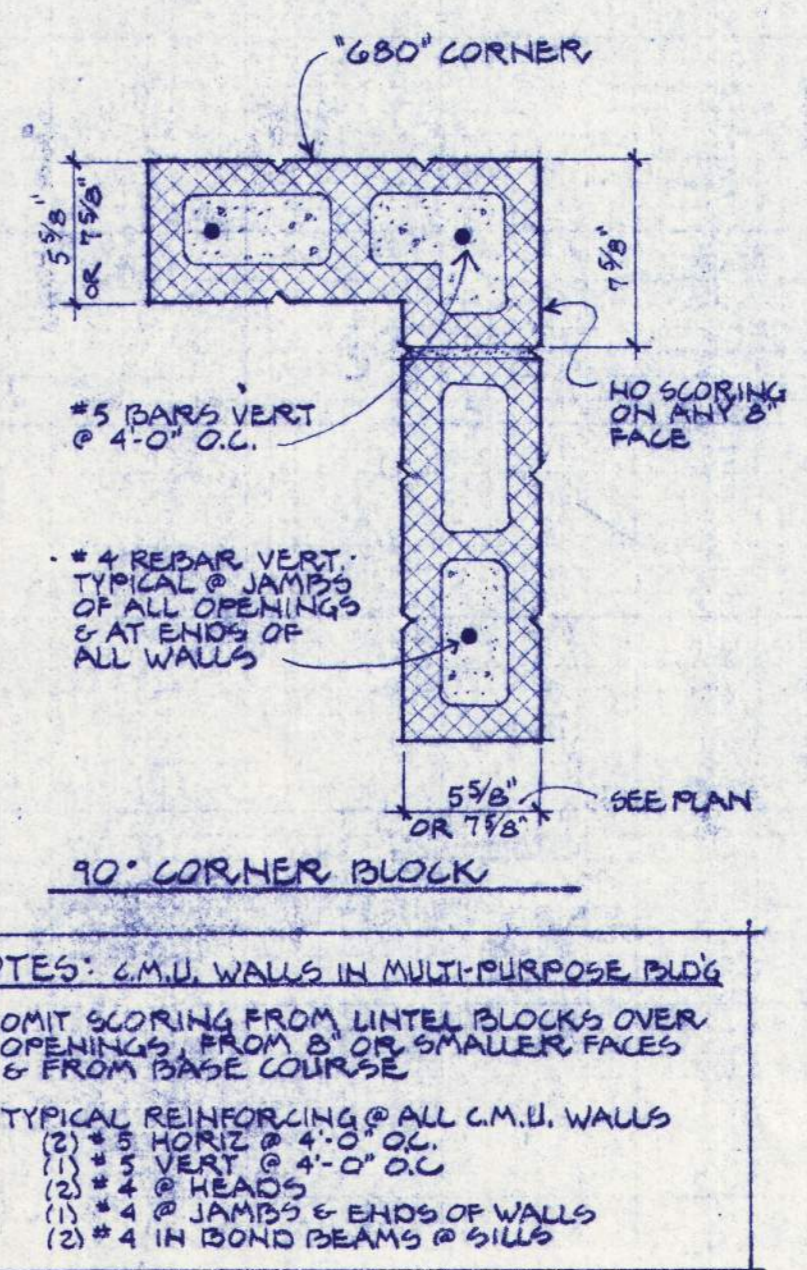 "680" CORNER
5 5/8"
OR 7 5/8"
7 5/8"
NO SCORING
ON ANY 8"
FACE
#5 BARS VERT
@ 4'-0" O.C.
# 4 REBAR VERT.
TYPICAL @ JAMBS
OF ALL OPENINGS
& AT ENDS OF
ALL WALLS
5 5/8"
OR 7 5/8"
SEE PLAN
90° CORNER BLOCK
OTES: C.M.U. WALLS IN MULTI-PURPOSE BLD'G
OMIT SCORING FROM LINTEL BLOCKS OVER
OPENINGS, FROM 8" OR SMALLER FACES
& FROM BASE COURSE
TYPICAL REINFORCING @ ALL C.M.U. WALLS
(2) # 5 HORIZ @ 4'-0" O.C.
(1) # 5 VERT @ 4'-0" O.C
(2) # 4 @ HEADS
(1) # 4 @ JAMBS & ENDS OF WALLS
(2) # 4 IN BOND BEAMS @ SILLS